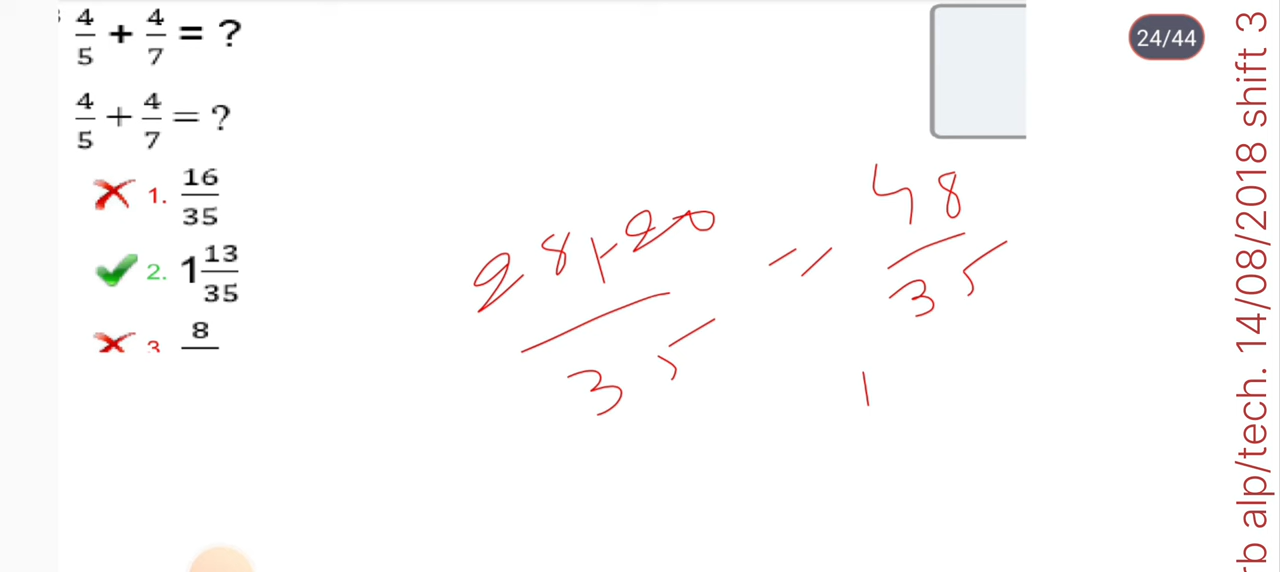 4/5 + 4/7 = ?
4/5 + 4/7 = ?
1. 16/35
2. 1 13/35
3. 8
28+20/35 = 48/35
1
24/44
rb alp/tech. 14/08/2018 shift 3